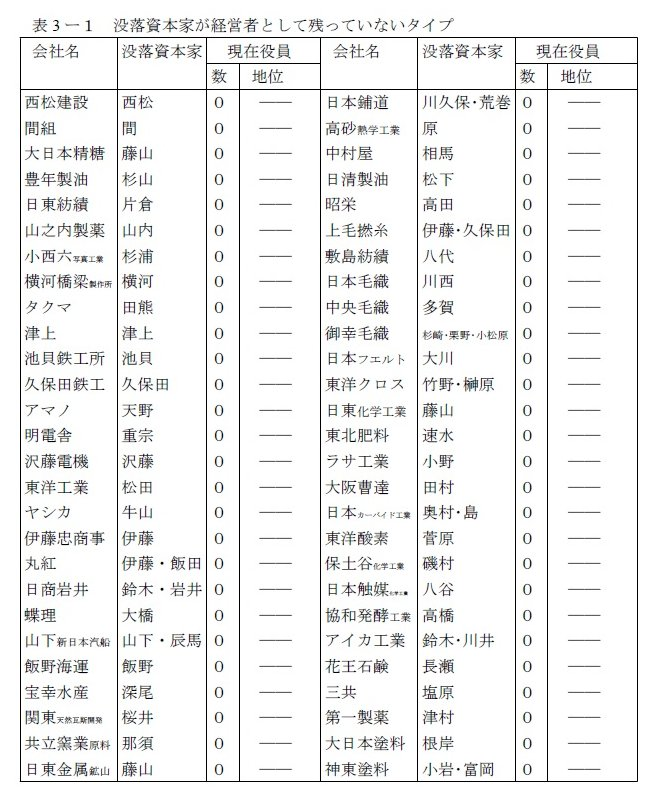 表3－1　没落資本家が経営者として残っていないタイプ
会社名 没落資本家 現在役員 会社名 没落資本家 現在役員
数 地位 数 地位
西松建設 西松 0 —— 日本鋪道 川久保・荒巻 0 ——
間組 間 0 —— 高砂熱学工業 原 0 ——
大日本精糖 藤山 0 —— 中村屋 相馬 0 ——
豊年製油 杉山 0 —— 日清製油 松下 0 ——
日東紡績 片倉 0 —— 昭栄 高田 0 ——
山之内製薬 山内 0 —— 上毛撚糸 伊藤・久保田 0 ——
小西六写真工業 杉浦 0 —— 敷島紡績 八代 0 ——
横河橋梁製作所 横河 0 —— 日本毛織 川西 0 ——
タクマ 田熊 0 —— 中央毛織 多賀 0 ——
津上 津上 0 —— 御幸毛織 杉崎・栗野・小松原 0 ——
池貝鉄工所 池貝 0 —— 日本フエルト 大川 0 ——
久保田鉄工 久保田 0 —— 東洋クロス 竹野・榊原 0 ——
アマノ 天野 0 —— 日東化学工業 藤山 0 ——
明電舎 重宗 0 —— 東北肥料 速水 0 ——
沢藤電機 沢藤 0 —— ラサ工業 小野 0 ——
東洋工業 松田 0 —— 大阪曹達 田村 0 ——
ヤシカ 牛山 0 —— 日本カーバイド工業 奥村・島 0 ——
伊藤忠商事 伊藤 0 —— 東洋酸素 菅原 0 ——
丸紅 伊藤・飯田 0 —— 保土谷化学工業 磯村 0 ——
日商岩井 鈴木・岩井 0 —— 日本触媒化学工業 八谷 0 ——
蝶理 大橋 0 —— 協和発酵工業 高橋 0 ——
山下新日本汽船 山下・辰馬 0 —— アイカ工業 鈴木・川井 0 ——
飯野海運 飯野 0 —— 花王石鹸 長瀬 0 ——
宝幸水産 深尾 0 —— 三共 塩原 0 ——
関東天然瓦斯開発 桜井 0 —— 第一製薬 津村 0 ——
共立窯業原料 那須 0 —— 大日本塗料 根岸 0 ——
日東金属鉱山 藤山 0 —— 神東塗料 小岩・富岡 0 ——